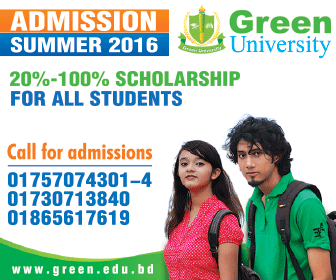 ADMISSION
SUMMER 2016
Green
University
20%-100% SCHOLARSHIP
FOR ALL STUDENTS
Call for admissions
01757074301–4
01730713840
01865617619
www.green.edu.bd